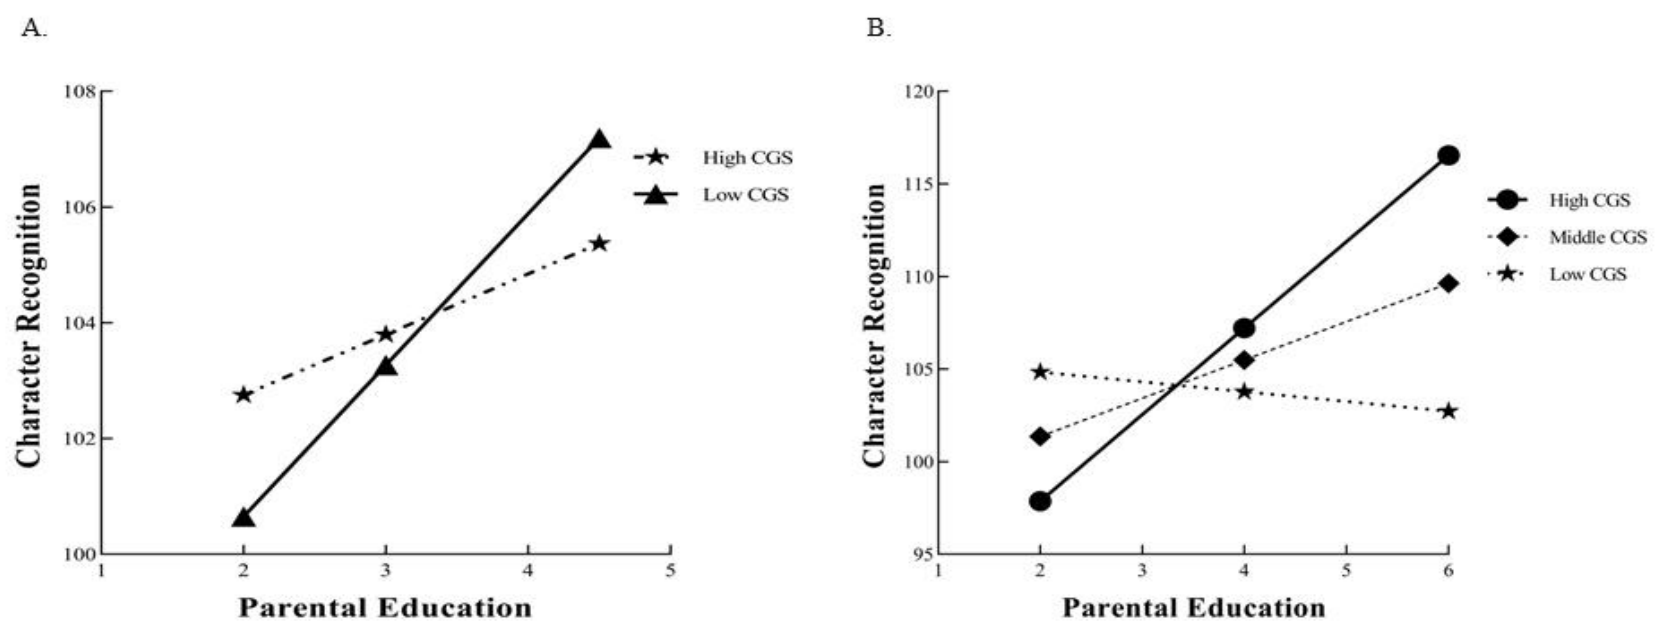 A.
108
106
104
102
100
1
2
3
4
5
Character Recognition
Parental Education
High CGS
Low CGS
B.
120
115
110
105
100
95
1
2
3
4
5
6
Character Recognition
Parental Education
High CGS
Middle CGS
Low CGS